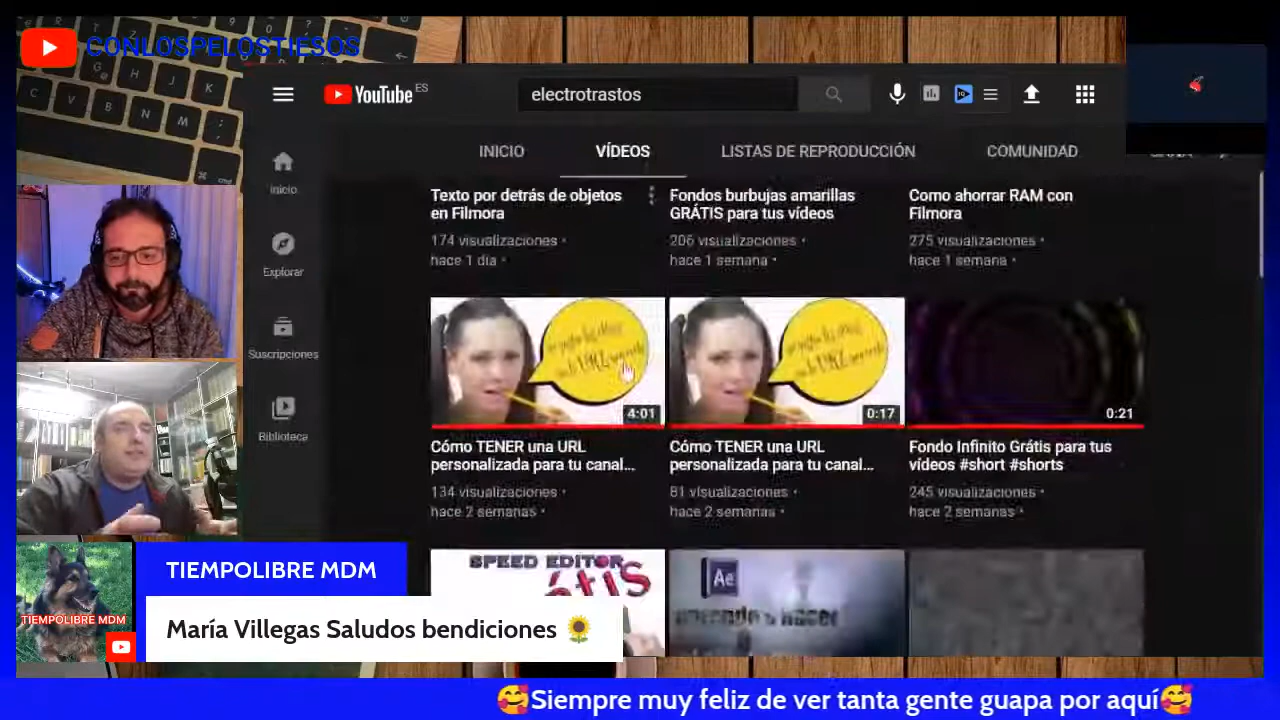 CONLOSPELOSTIESOS
YouTube ES
electrotrastos
INICIO
VÍDEOS
LISTAS DE REPRODUCCIÓN
COMUNIDAD
Inicio
Explorar
Suscripciones
Biblioteca
Texto por detrás de objetos
en Filmora
174 visualizaciones •
hace 1 día •
Fondos burbujas amarillas
GRÁTIS para tus vídeos
206 visualizaciones •
hace 1 semana •
Como ahorrar RAM con
Filmora
275 visualizaciones •
hace 1 semana •
4:01
Cómo TENER una URL
personalizada para tu canal...
134 visualizaciones •
hace 2 semanas •
0:17
Cómo TENER una URL
personalizada para tu canal...
81 visualizaciones •
hace 2 semanas •
0:21
Fondo Infinito Grátis para tus
vídeos #short #shorts
245 visualizaciones •
hace 2 semanas •
SPEED EDITOR
Ae
TIEMPOLIBRE MDM
TIEMPOLIBRE MDM
María Villegas Saludos bendiciones 🌻
🥰Siempre muy feliz de ver tanta gente guapa por aquí🥰